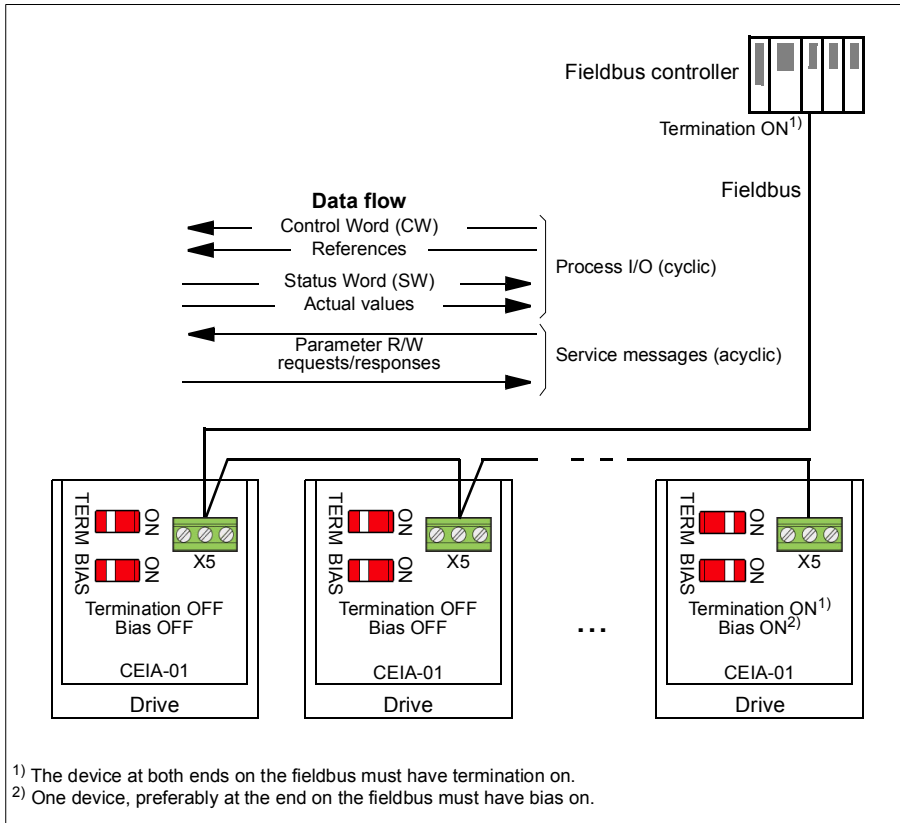 Fieldbus controller
Termination ON1)
Fieldbus
Data flow
Control Word (CW)
References
Status Word (SW)
Actual values
Process I/O (cyclic)
Parameter R/W
requests/responses
Service messages (acyclic)
TERM
ON
BIAS
ON
X5
Termination OFF
Bias OFF
CEIA-01
Drive
TERM
ON
BIAS
ON
X5
Termination OFF
Bias OFF
CEIA-01
Drive
...
TERM
ON
BIAS
ON
X5
Termination ON1)
Bias ON2)
CEIA-01
Drive
1) The device at both ends on the fieldbus must have termination on.
2) One device, preferably at the end on the fieldbus must have bias on.